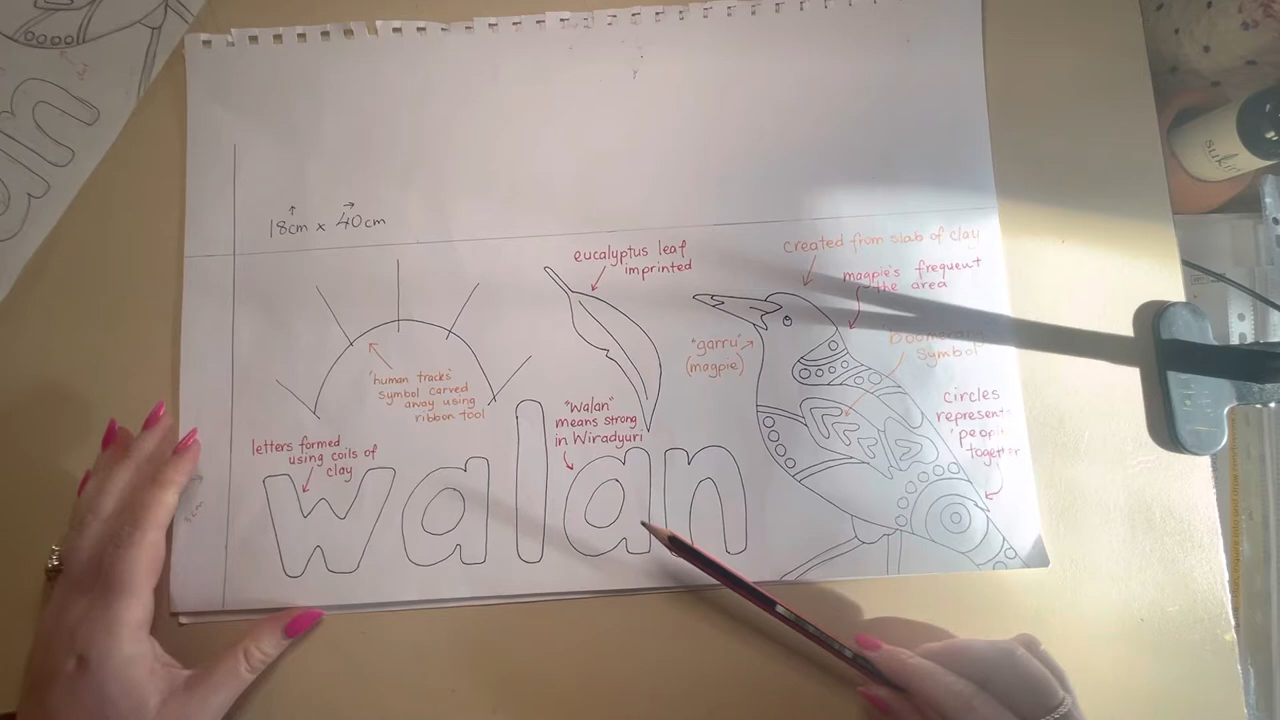 18cm x 40cm
eucalyptus leaf
imprinted
created from slab of clay
magpie's frequent
the area
"garru"
(magpie)
"boomerang"
symbol
"human tracks"
symbol carved
away using
ribbon tool
"walan"
means strong
in Wiradyuri
circles
represent
"people
together
letters formed
using coils of
clay
walan
an
sukin